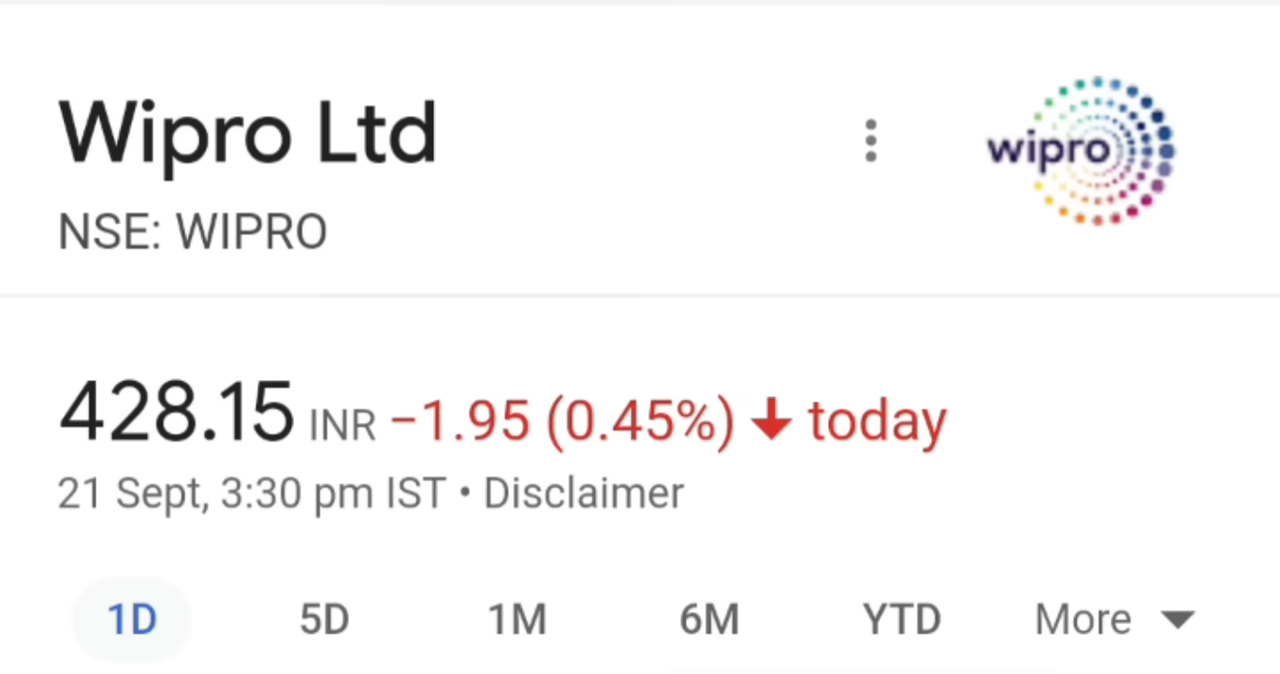 Wipro Ltd
wipro
NSE: WIPRO
428.15 INR −1.95 (0.45%) ↓ today
21 Sept, 3:30 pm IST • Disclaimer
1D 5D 1M 6M YTD More